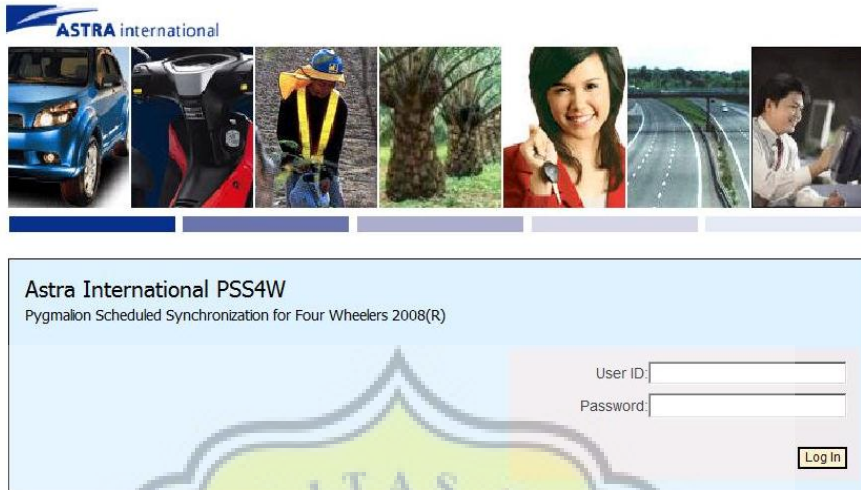 ASTRA international
Astra International PSS4W
Pygmalion Scheduled Synchronization for Four Wheelers 2008(R)
User ID:
Password:
Log In